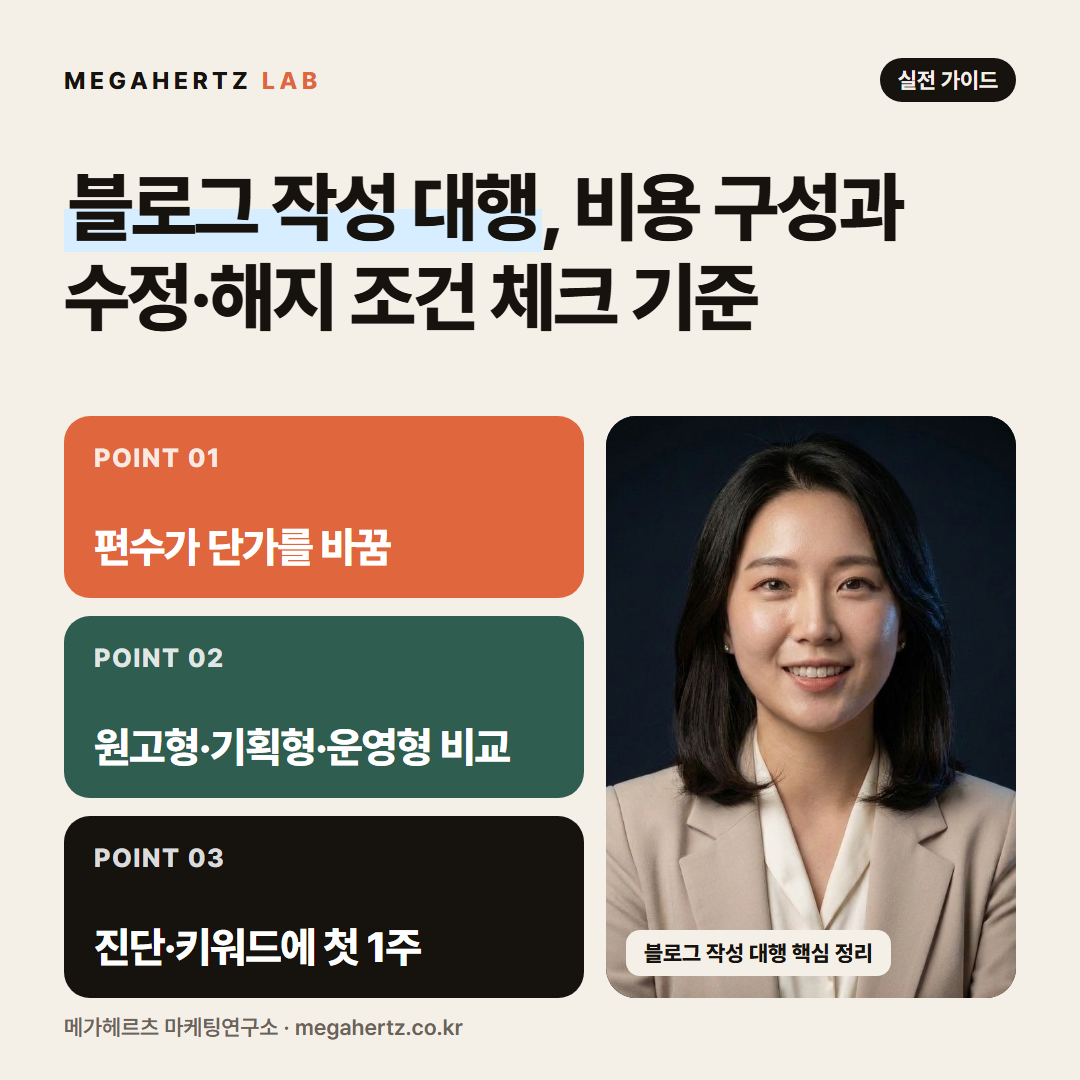 MEGAHERTZ LAB
실전 가이드
블로그 작성 대행, 비용 구성과
수정·해지 조건 체크 기준
POINT 01
편수가 단가를 바꿈
POINT 02
원고형·기획형·운영형 비교
POINT 03
진단·키워드에 첫 1주
블로그 작성 대행 핵심 정리
메가헤르츠 마케팅연구소 · megahertz.co.kr